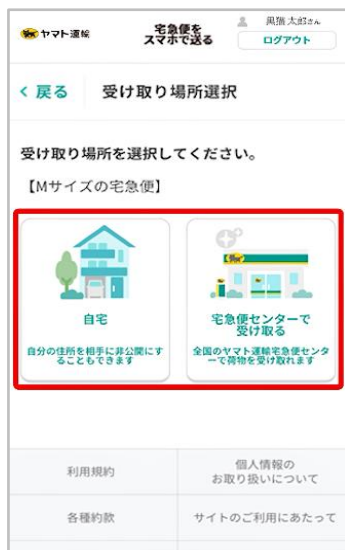 ヤマト運輸
宅急便を
スマホで送る
黒猫 太郎さん
ログアウト
< 戻る 受け取り場所選択
受け取り場所を選択してください。
【Mサイズの宅急便】
自宅
自分の住所を相手に非公開にす
ることもできます
宅急便センターで
受け取る
全国のヤマト運輸宅急便センタ
ーで荷物を受け取れます
利用規約
個人情報の
お取り扱いについて
各種約款
サイトのご利用にあたって